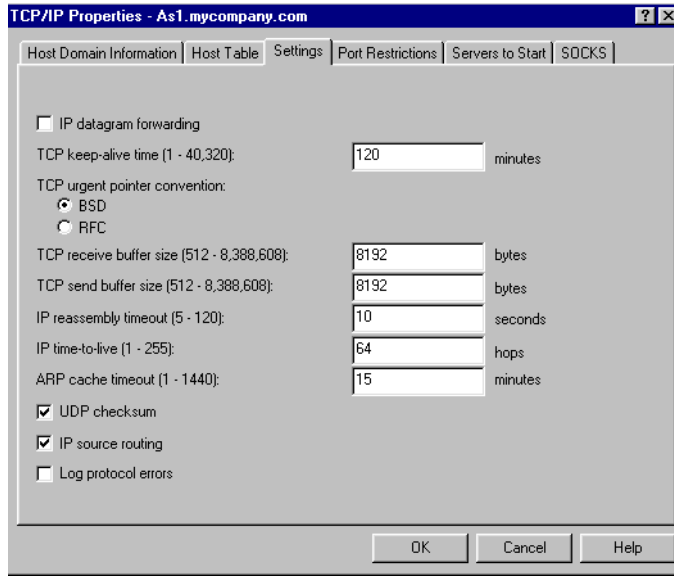 TCP/IP Properties - As1.mycompany.com
Host Domain Information Host Table Settings Port Restrictions Servers to Start SOCKS
IP datagram forwarding
TCP keep-alive time (1 - 40,320): 120 minutes
TCP urgent pointer convention:
BSD
RFC
TCP receive buffer size (512 - 8,388,608): 8192 bytes
TCP send buffer size (512 - 8,388,608): 8192 bytes
IP reassembly timeout (5 - 120): 10 seconds
IP time-to-live (1 - 255): 64 hops
ARP cache timeout (1 - 1440): 15 minutes
UDP checksum
IP source routing
Log protocol errors
OK Cancel Help